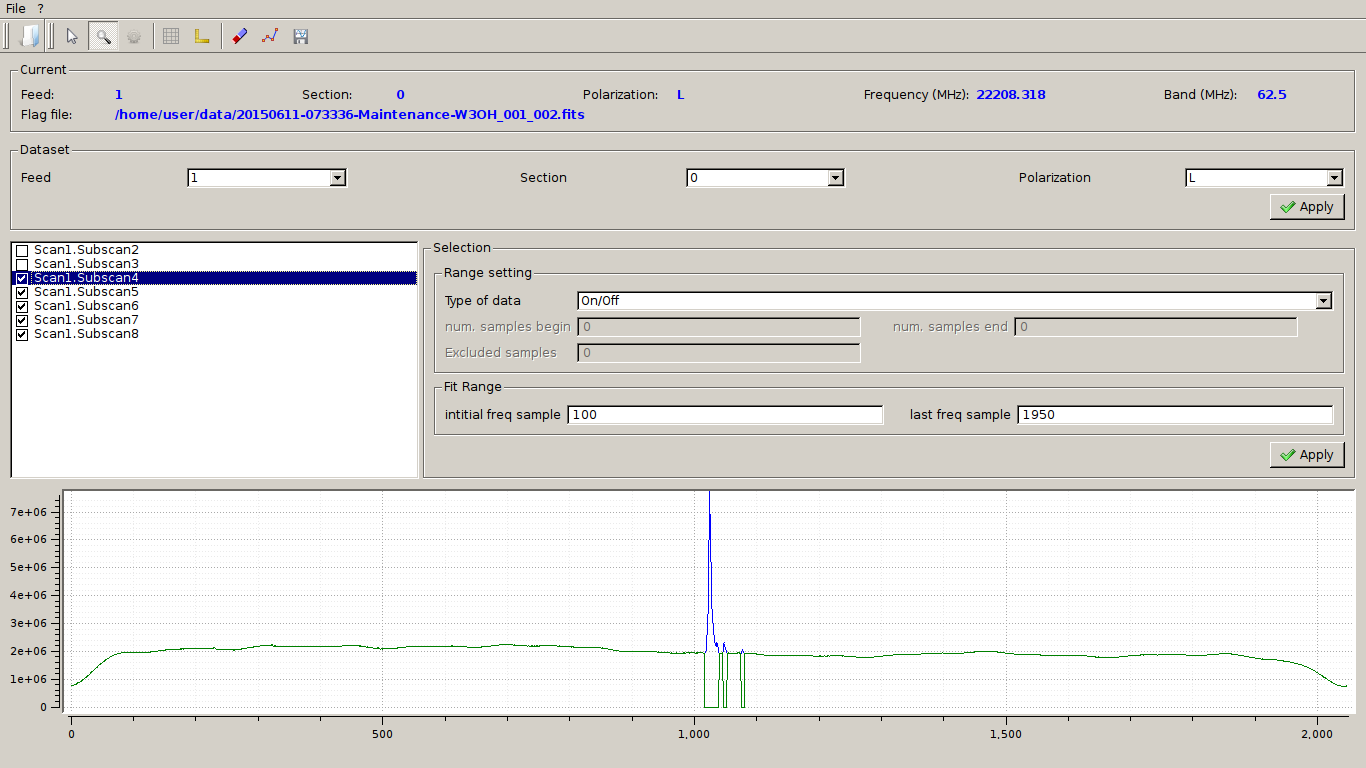 File ?
Current
Feed: 1 Section: 0 Polarization: L Frequency (MHz): 22208.318 Band (MHz): 62.5
Flag file: /home/user/data/20150611-073336-Maintenance-W3OH_001_002.fits
Dataset
Feed 1 Section 0 Polarization L
Apply
Scan1.Subscan2
Scan1.Subscan3
Scan1.Subscan4
Scan1.Subscan5
Scan1.Subscan6
Scan1.Subscan7
Scan1.Subscan8
Selection
Range setting
Type of data On/Off
num. samples begin 0 num. samples end 0
Excluded samples 0
Fit Range
intitial freq sample 100 last freq sample 1950
Apply
7e+06
6e+06
5e+06
4e+06
3e+06
2e+06
1e+06
0
0 500 1,000 1,500 2,000